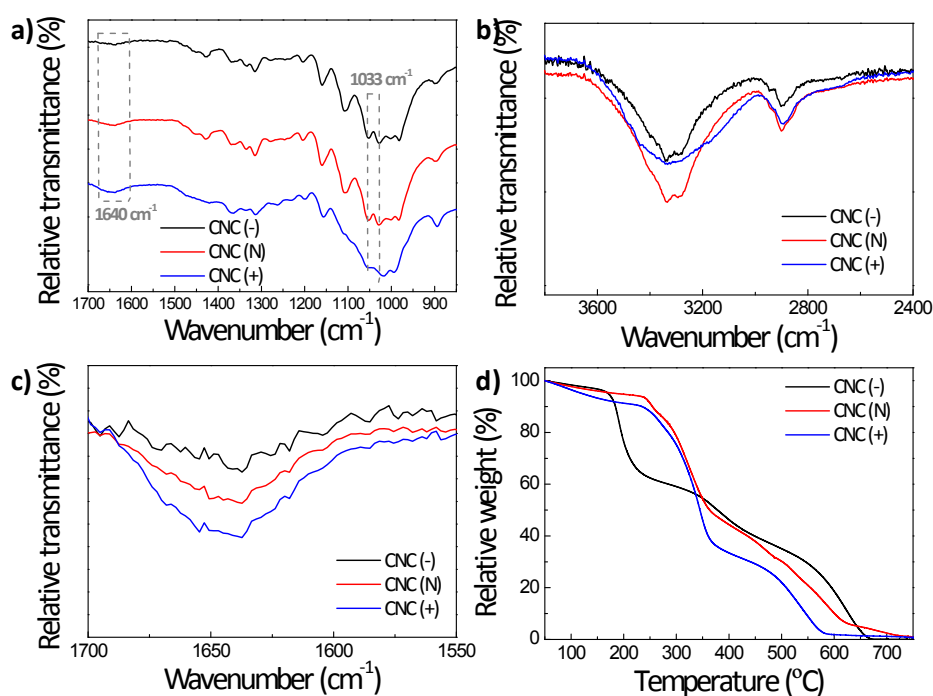 a)
Relative transmittance (%)
1033 cm⁻¹
1640 cm⁻¹
CNC (-)
CNC (N)
CNC (+)
1700 1600 1500 1400 1300 1200 1100 1000 900
Wavenumber (cm⁻¹)
b)
Relative transmittance (%)
CNC (-)
CNC (N)
CNC (+)
3600 3200 2800 2400
Wavenumber (cm⁻¹)
c)
Relative transmittance (%)
CNC (-)
CNC (N)
CNC (+)
1700 1650 1600 1550
Wavenumber (cm⁻¹)
d)
Relative weight (%)
100
80
60
40
20
0
CNC (-)
CNC (N)
CNC (+)
100 200 300 400 500 600 700
Temperature (ºC)